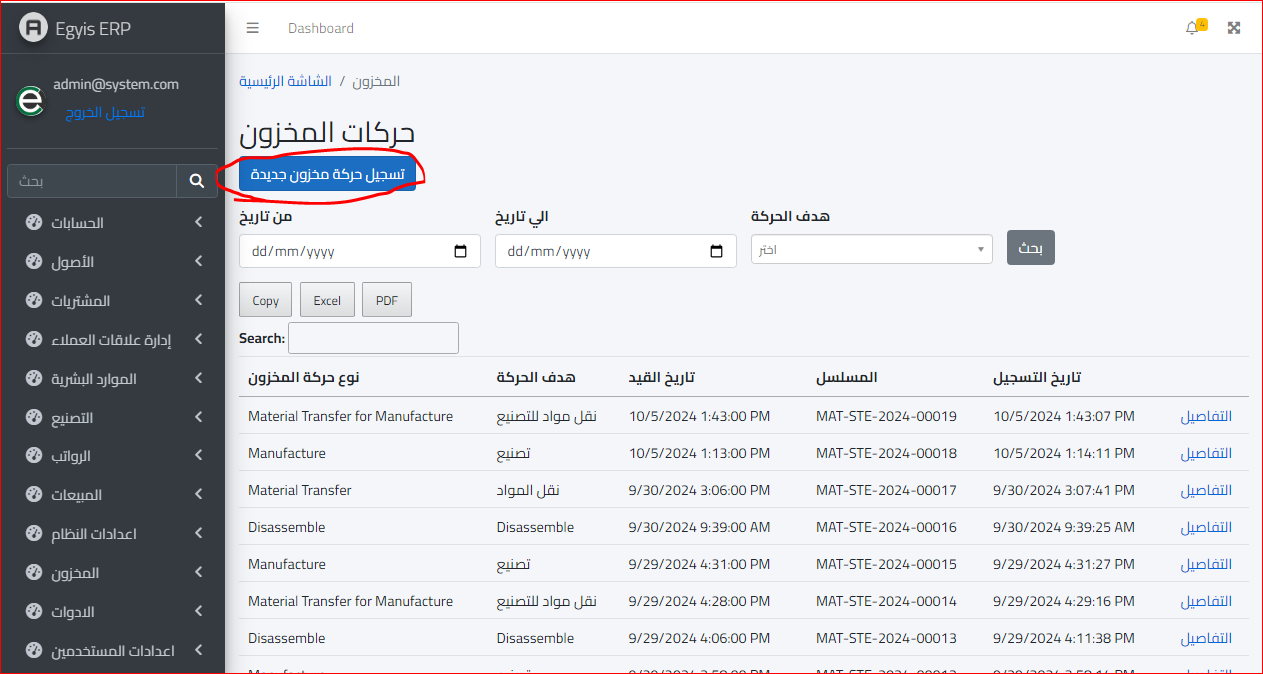 Egyis ERP
Dashboard
4
admin@system.com
تسجيل الخروج
بحث
الحسابات
الأصول
المشتريات
إدارة علاقات العملاء
الموارد البشرية
التصنيع
الرواتب
المبيعات
اعدادات النظام
المخزون
الادوات
اعدادات المستخدمين
الشاشة الرئيسية / المخزون
حركات المخزون
تسجيل حركة مخزون جديدة
من تاريخ الي تاريخ هدف الحركة
dd/mm/yyyy dd/mm/yyyy اختر بحث
Copy Excel PDF
Search:
نوع حركة المخزون هدف الحركة تاريخ القيد المسلسل تاريخ التسجيل
Material Transfer for Manufacture نقل مواد للتصنيع 10/5/2024 1:43:00 PM MAT-STE-2024-00019 10/5/2024 1:43:07 PM التفاصيل
Manufacture تصنيع 10/5/2024 1:13:00 PM MAT-STE-2024-00018 10/5/2024 1:14:11 PM التفاصيل
Material Transfer نقل المواد 9/30/2024 3:06:00 PM MAT-STE-2024-00017 9/30/2024 3:07:41 PM التفاصيل
Disassemble Disassemble 9/30/2024 9:39:00 AM MAT-STE-2024-00016 9/30/2024 9:39:25 AM التفاصيل
Manufacture تصنيع 9/29/2024 4:31:00 PM MAT-STE-2024-00015 9/29/2024 4:31:27 PM التفاصيل
Material Transfer for Manufacture نقل مواد للتصنيع 9/29/2024 4:28:00 PM MAT-STE-2024-00014 9/29/2024 4:29:16 PM التفاصيل
Disassemble Disassemble 9/29/2024 4:06:00 PM MAT-STE-2024-00013 9/29/2024 4:11:38 PM التفاصيل